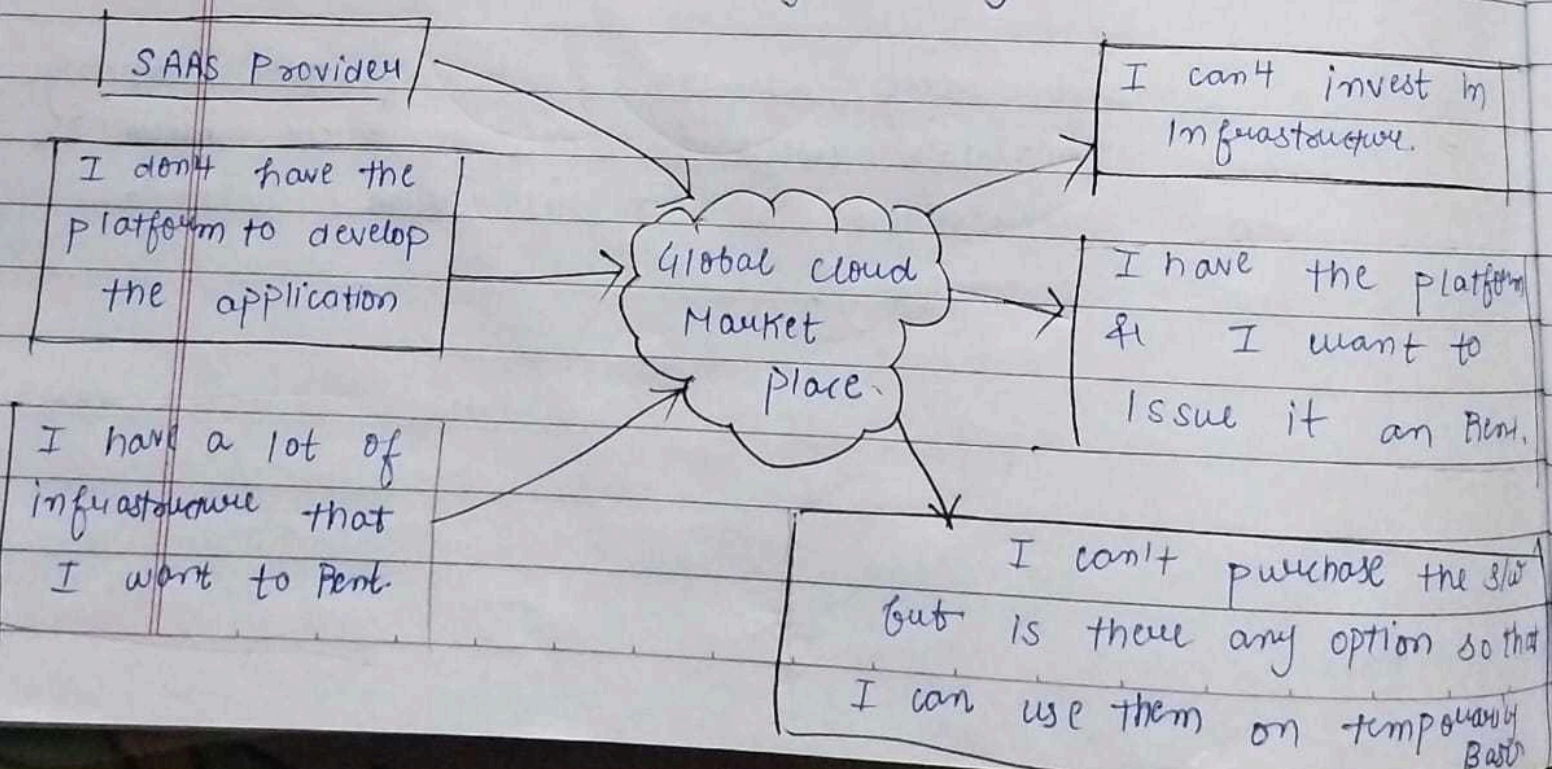 SAAS Provider
I don't have the
platform to develop
the application
I have a lot of
infrastructure that
I want to Rent.
Global cloud
Market
place.
I can't invest in
Infrastructure.
I have the platform
& I want to
Issue it an Rent.
I can't purchase the s/w
but is there any option so that
I can use them on temporarily
Basis